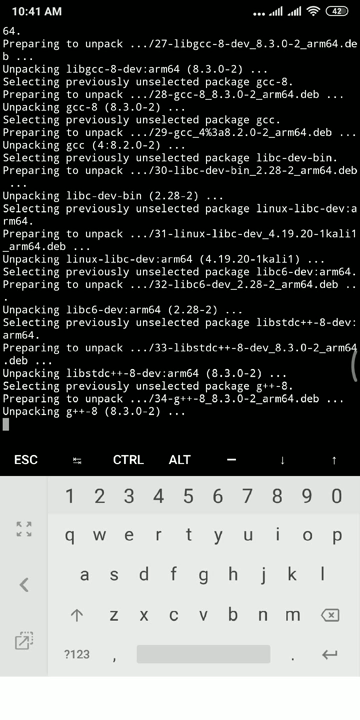 10:41 AM ... 42
64.
Preparing to unpack .../27-libgcc-8-dev_8.3.0-2_arm64.de
b ...
Unpacking libgcc-8-dev:arm64 (8.3.0-2) ...
Selecting previously unselected package gcc-8.
Preparing to unpack .../28-gcc-8_8.3.0-2_arm64.deb ...
Unpacking gcc-8 (8.3.0-2) ...
Selecting previously unselected package gcc.
Preparing to unpack .../29-gcc_4%3a8.2.0-2_arm64.deb ...
Unpacking gcc (4:8.2.0-2) ...
Selecting previously unselected package libc-dev-bin.
Preparing to unpack .../30-libc-dev-bin_2.28-2_arm64.deb
 ...
Unpacking libc-dev-bin (2.28-2) ...
Selecting previously unselected package linux-libc-dev:a
rm64.
Preparing to unpack .../31-linux-libc-dev_4.19.20-1kali1
_arm64.deb ...
Unpacking linux-libc-dev:arm64 (4.19.20-1kali1) ...
Selecting previously unselected package libc6-dev:arm64.
Preparing to unpack .../32-libc6-dev_2.28-2_arm64.deb ..
.
Unpacking libc6-dev:arm64 (2.28-2) ...
Selecting previously unselected package libstdc++-8-dev:
arm64.
Preparing to unpack .../33-libstdc++-8-dev_8.3.0-2_arm64
.deb ...
Unpacking libstdc++-8-dev:arm64 (8.3.0-2) ...
Selecting previously unselected package g++-8.
Preparing to unpack .../34-g++-8_8.3.0-2_arm64.deb ...
Unpacking g++-8 (8.3.0-2) ...
ESC CTRL ALT — ↓ ↑
1 2 3 4 5 6 7 8 9 0
q w e r t y u i o p
a s d f g h j k l
z x c v b n m
?123 , .